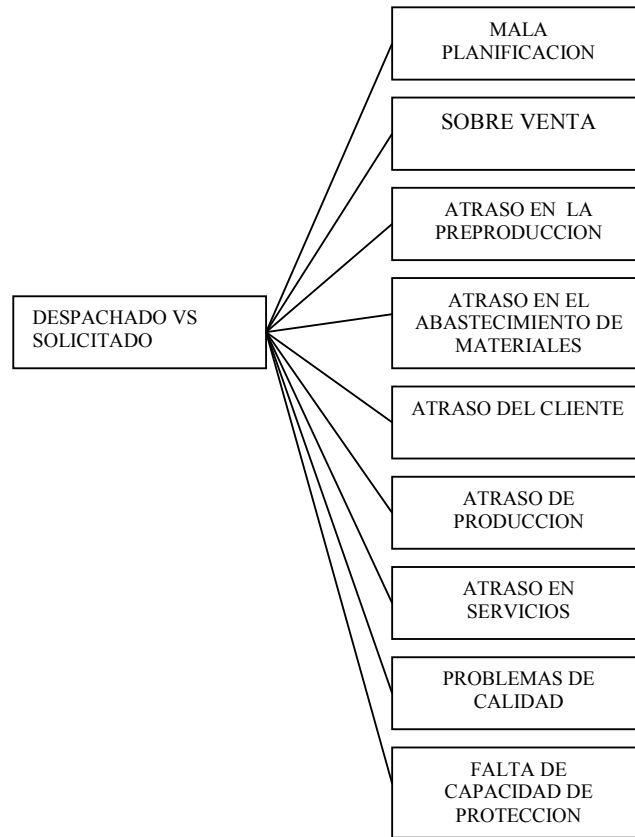 MALA
PLANIFICACION
SOBRE VENTA
ATRASO EN LA
PREPRODUCCION
DESPACHADO VS
SOLICITADO
ATRASO EN EL
ABASTECIMIENTO DE
MATERIALES
ATRASO DEL CLIENTE
ATRASO DE
PRODUCCION
ATRASO EN
SERVICIOS
PROBLEMAS DE
CALIDAD
FALTA DE
CAPACIDAD DE
PROTECCION